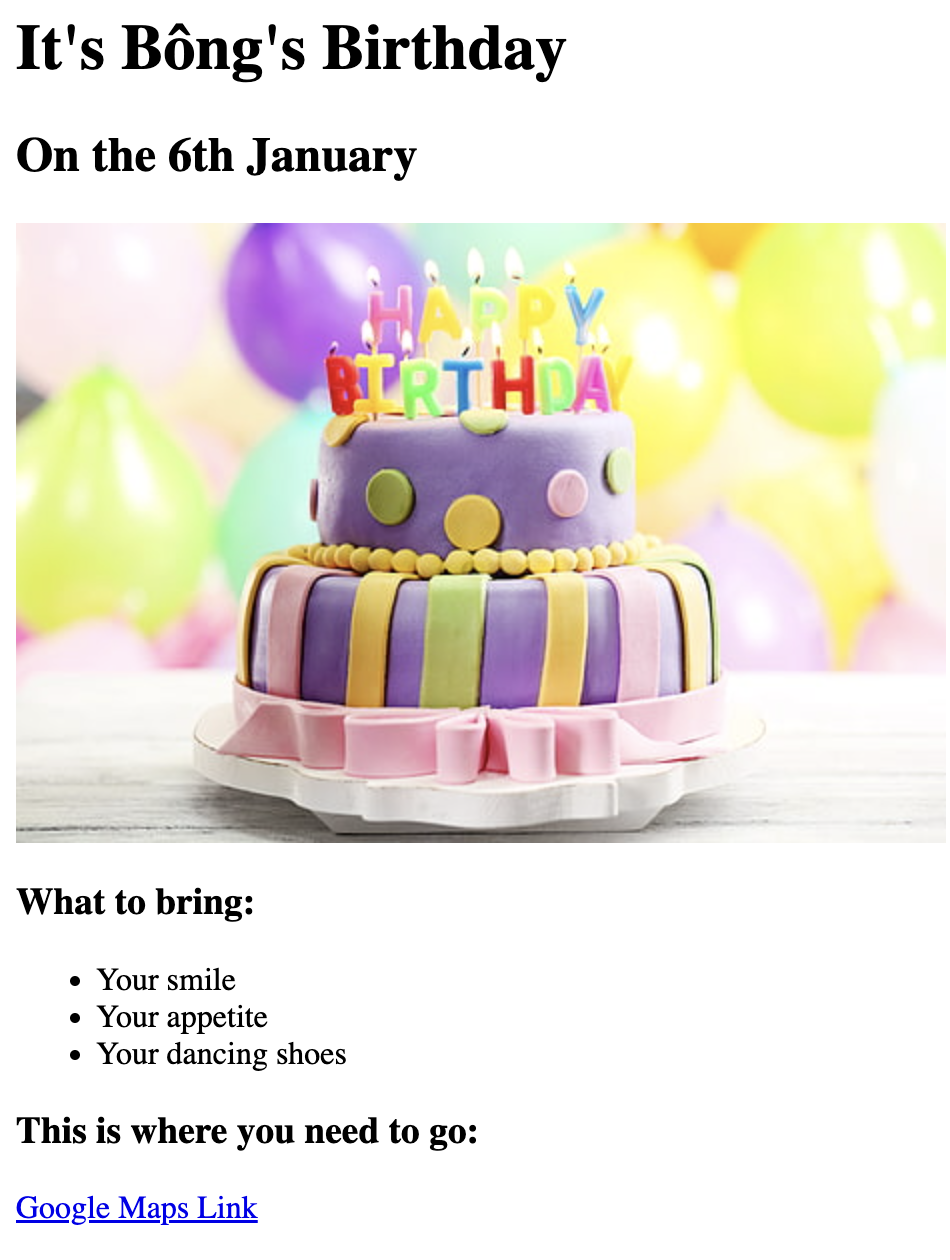 It's Bông's Birthday
On the 6th January
HAPPY
BIRTHDAY
What to bring:
Your smile
Your appetite
Your dancing shoes
This is where you need to go:
Google Maps Link